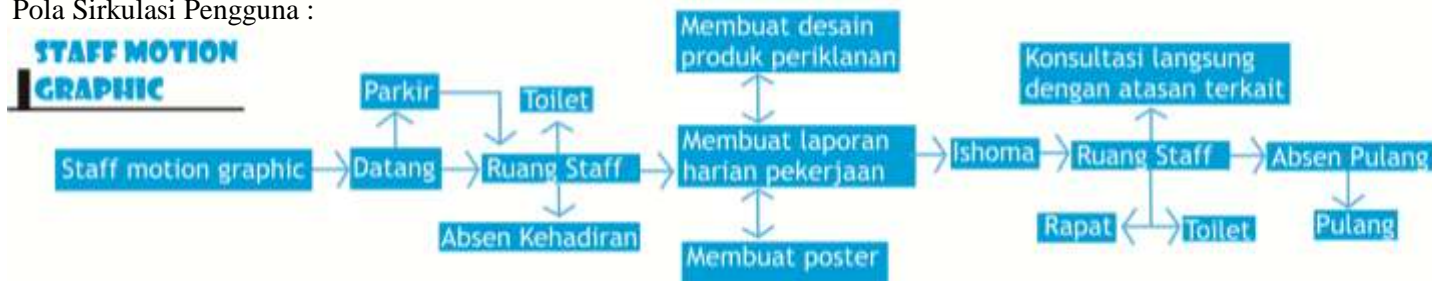 Pola Sirkulasi Pengguna :
STAFF MOTION
GRAPHIC
Staff motion graphic
Datang
Parkir
Toilet
Ruang Staff
Absen Kehadiran
Membuat desain
produk periklanan
Membuat laporan
harian pekerjaan
Membuat poster
Ishoma
Konsultasi langsung
dengan atasan terkait
Ruang Staff
Rapat
Toilet
Absen Pulang
Pulang